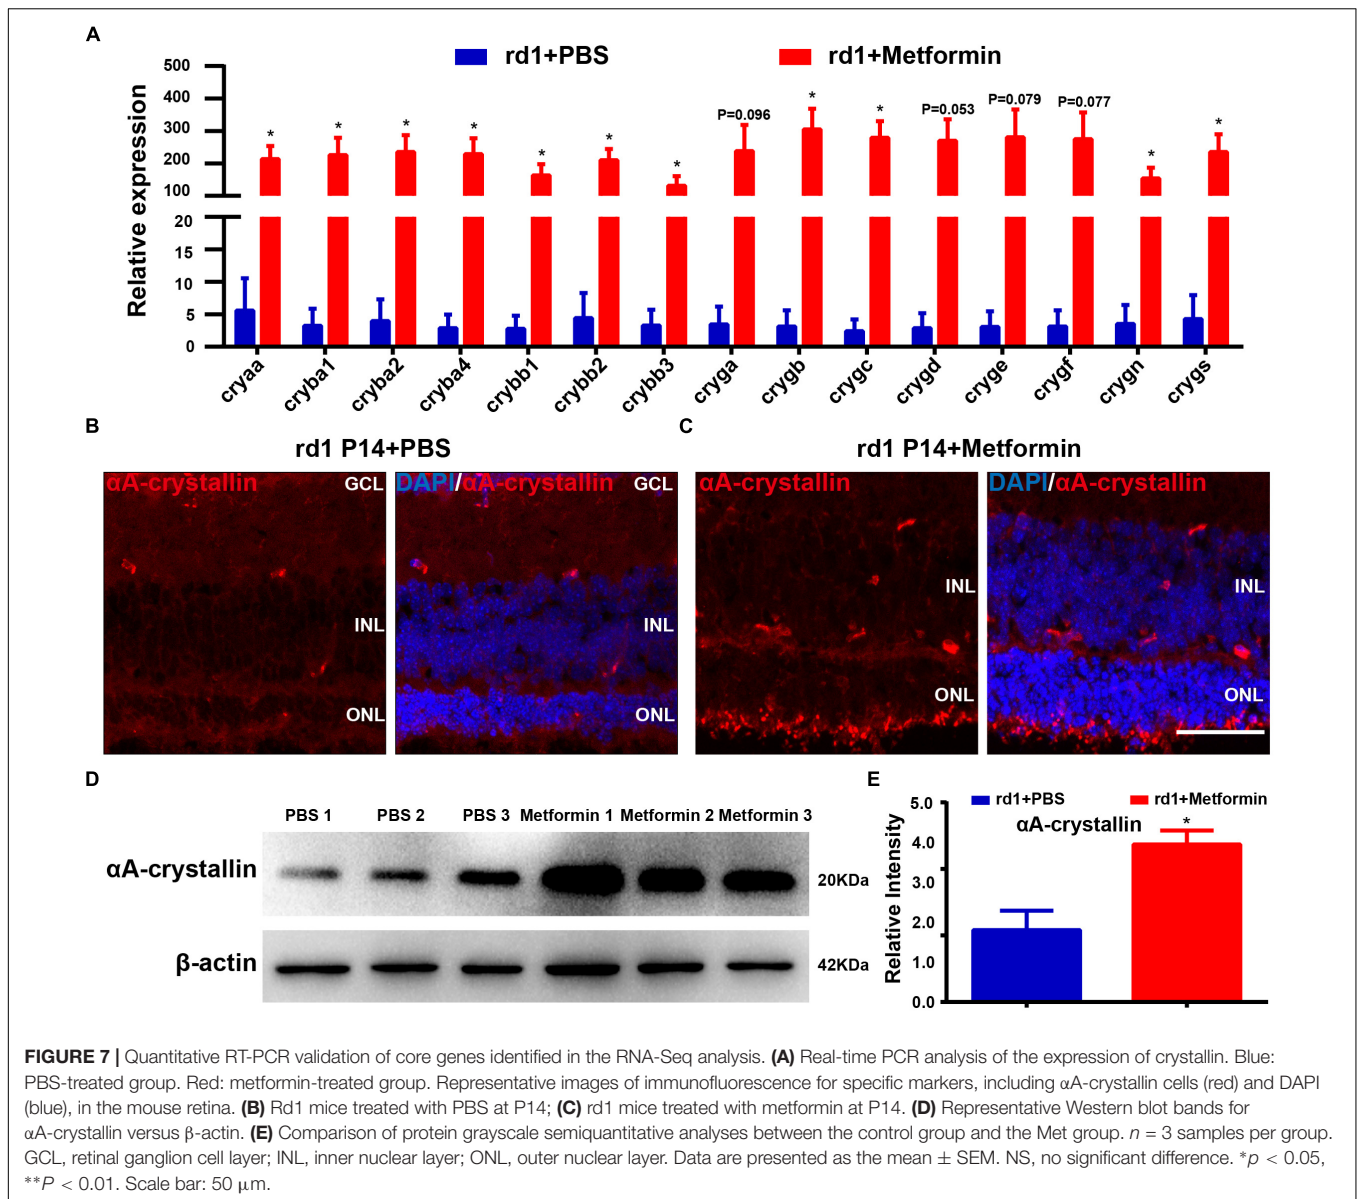 A
rd1+PBS
rd1+Metformin
Relative expression
500
400
300
200
100
20
15
10
5
0
* * * * * * * P=0.096 * * P=0.053 P=0.079 P=0.077 * *
cryaa cryba1 cryba2 cryba4 crybb1 crybb2 crybb3 cryga crygb crygc crygd cryge crygf crygn crygs
B
rd1 P14+PBS
αA-crystallin
GCL
INL
ONL
DAPI/αA-crystallin
GCL
INL
ONL
C
rd1 P14+Metformin
αA-crystallin
INL
ONL
DAPI/αA-crystallin
INL
ONL
D
PBS 1 PBS 2 PBS 3 Metformin 1 Metformin 2 Metformin 3
αA-crystallin
20KDa
β-actin
42KDa
E
rd1+PBS
rd1+Metformin
αA-crystallin
*
Relative Intensity
5.0
4.0
3.0
2.0
1.0
0.0
FIGURE 7 | Quantitative RT-PCR validation of core genes identified in the RNA-Seq analysis. (A) Real-time PCR analysis of the expression of crystallin. Blue:
PBS-treated group. Red: metformin-treated group. Representative images of immunofluorescence for specific markers, including αA-crystallin cells (red) and DAPI
(blue), in the mouse retina. (B) Rd1 mice treated with PBS at P14; (C) rd1 mice treated with metformin at P14. (D) Representative Western blot bands for
αA-crystallin versus β-actin. (E) Comparison of protein grayscale semiquantitative analyses between the control group and the Met group. n = 3 samples per group.
GCL, retinal ganglion cell layer; INL, inner nuclear layer; ONL, outer nuclear layer. Data are presented as the mean ± SEM. NS, no significant difference. *p < 0.05,
**P < 0.01. Scale bar: 50 μm.